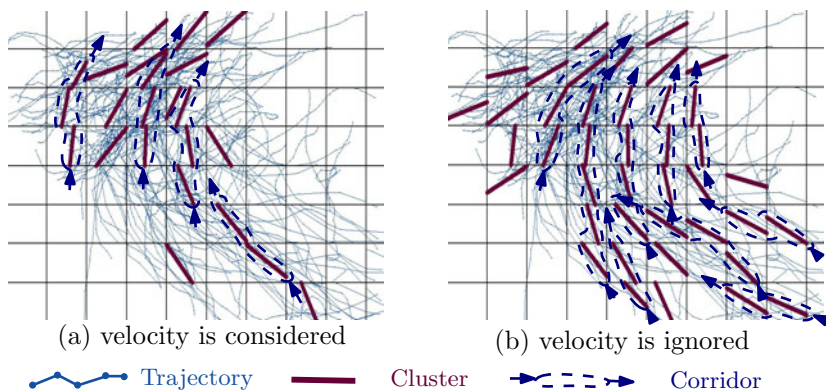 (a) velocity is considered
(b) velocity is ignored
Trajectory Cluster Corridor